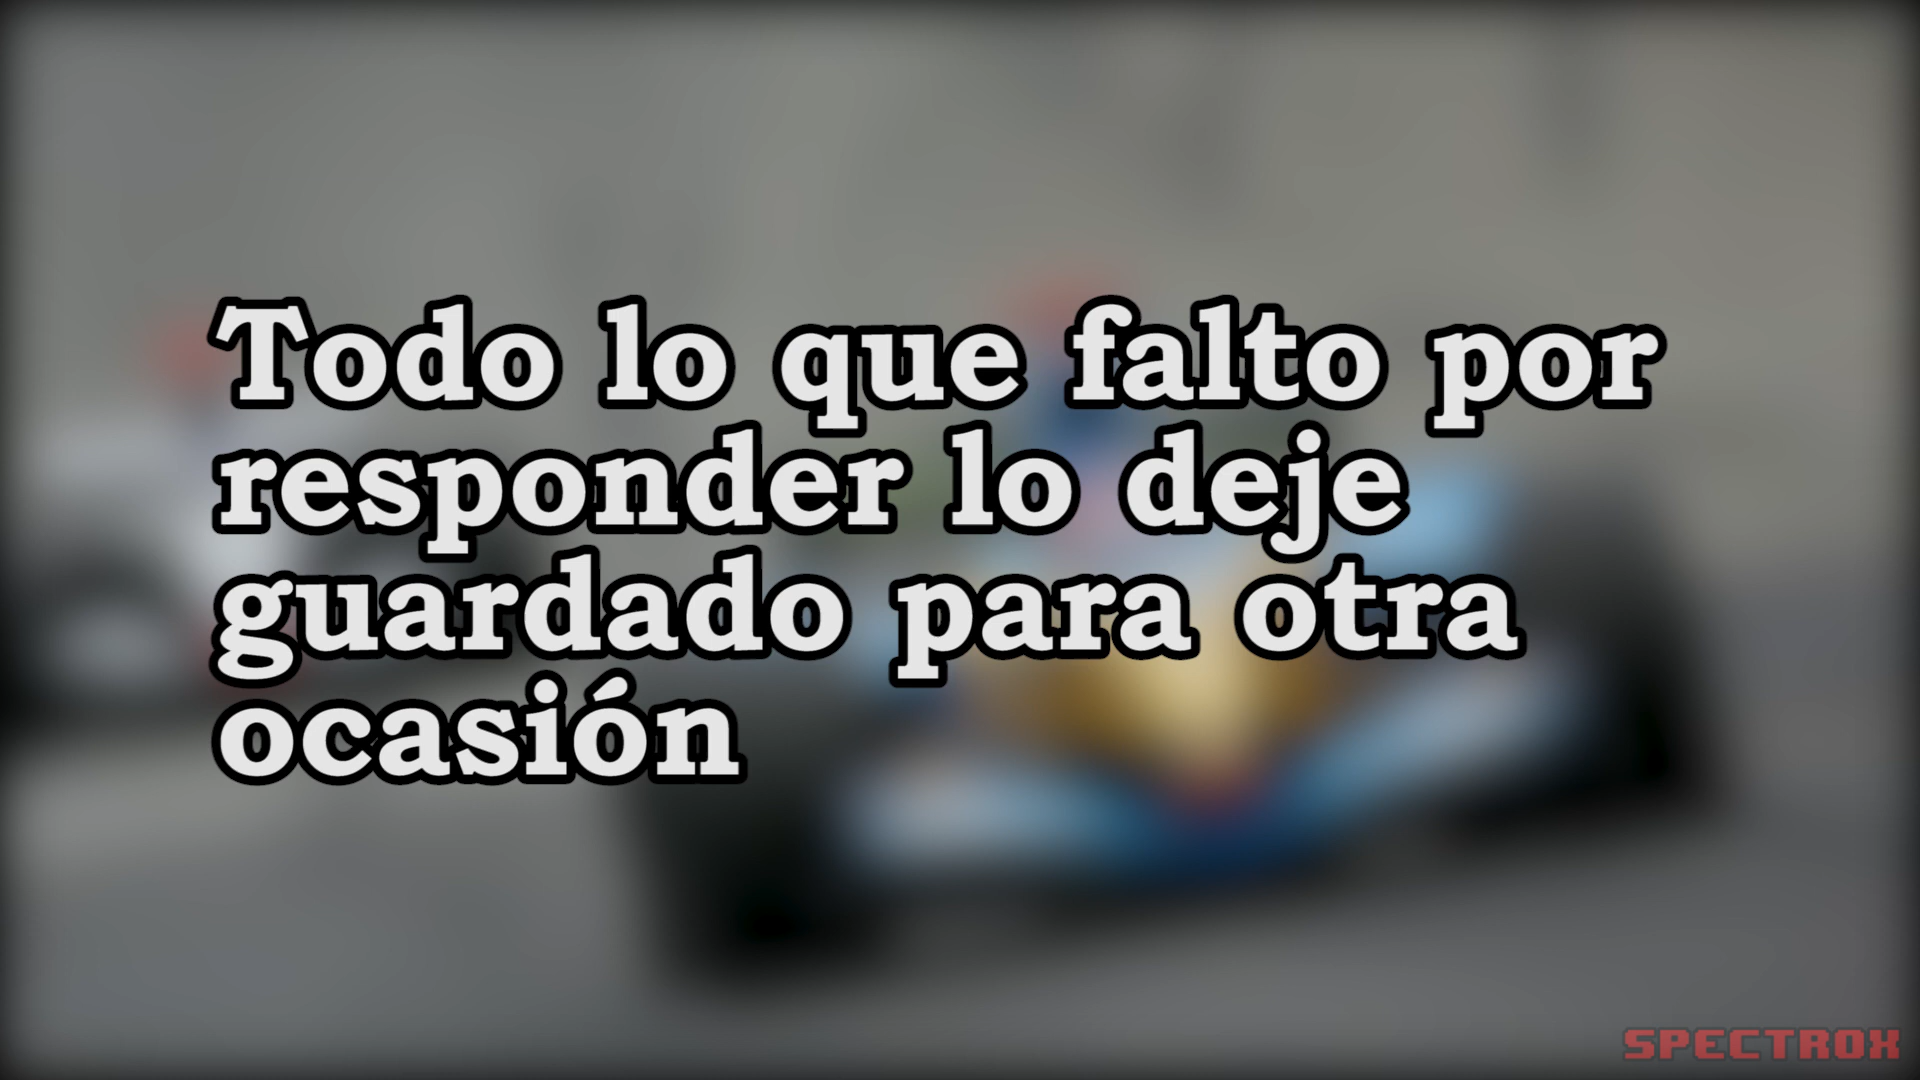 Todo lo que falto por
responder lo deje
guardado para otra
ocasión
SPECTROX